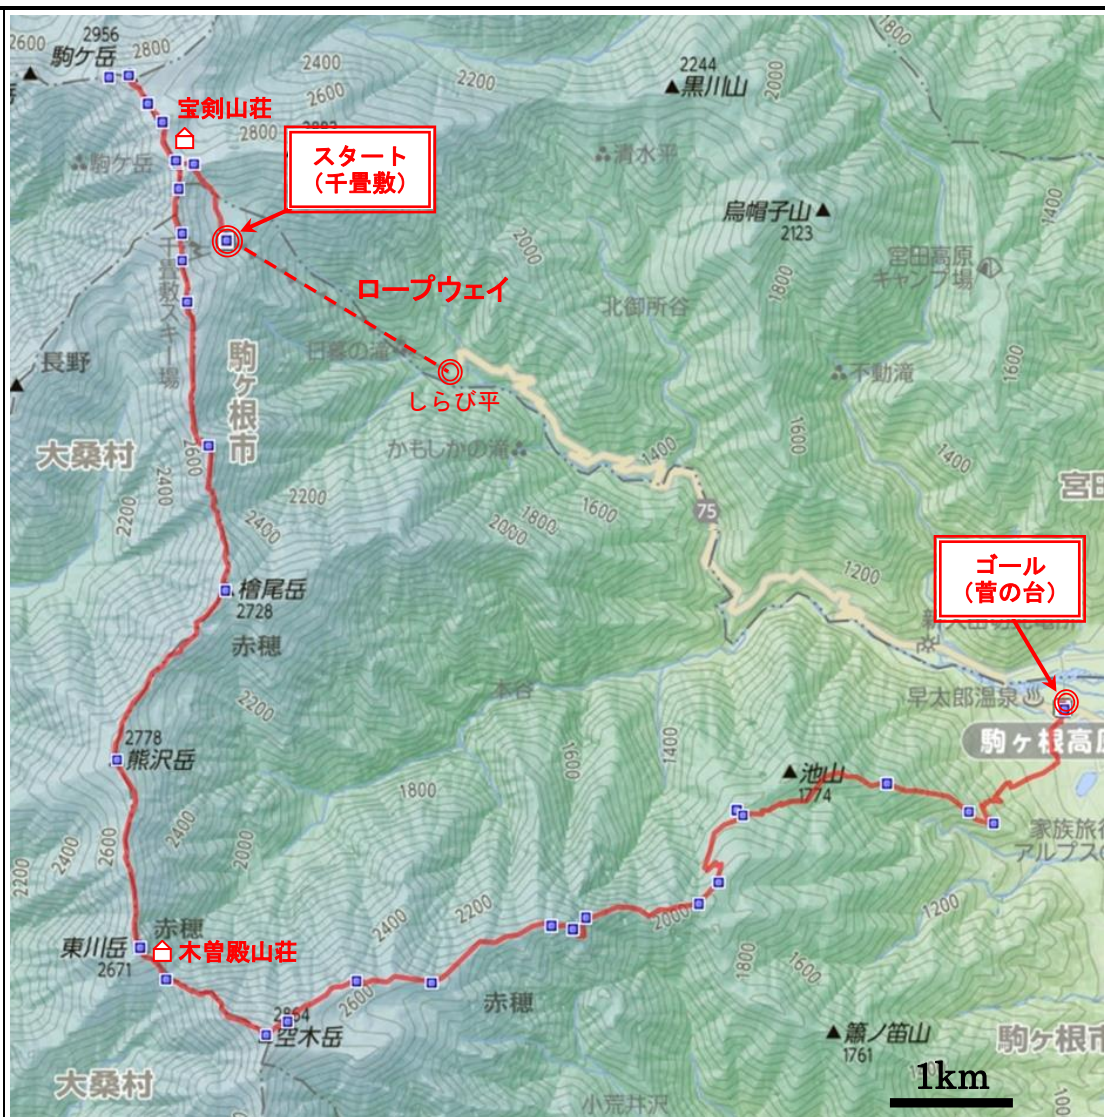 2600
2956
駒ケ岳
2800
2400
2600
2200
2244
黒川山
2000
1800
宝剣山荘
2800
駒ケ岳
スタート
（千畳敷）
清水平
烏帽子山
2123
1400
2000
宮田高原
キャンプ場
1800
千畳敷スキー場
ロープウェイ
北御所谷
長野
駒ヶ根市
日暮の滝
しらび平
不動滝
1600
大桑村
2600
2400
2200
かもしかの滝
1400
1600
1400
宮田
2200
2400
2000
1800
1600
75
ゴール
（菅の台）
1200
檜尾岳
2728
赤穂
本谷
早太郎温泉
駒ヶ根高原
2200
2778
熊沢岳
1600
1400
池山
1774
1800
2200
2400
2600
2400
2000
家族旅行
アルプスの
赤穂
東川岳
2671
木曽殿山荘
2400
2200
2000
1200
1800
1600
2600
赤穂
2864
空木岳
簫ノ笛山
1761
駒ヶ根市
大桑村
小荒井沢
1km
1000